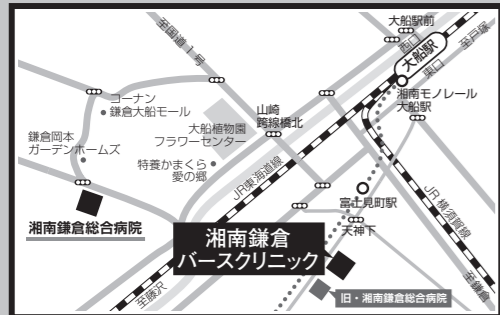 大船駅前
至国道1号
西口
大船駅
至戸塚
東口
湘南モノレール
大船駅
コーナン
鎌倉大船モール
山崎
跨線橋北
大船植物園
フラワーセンター
鎌倉岡本
ガーデンホームズ
特養かまくら
愛の郷
JR東海道線
JR横須賀線
富士見町駅
湘南鎌倉総合病院
天神下
湘南鎌倉
バースクリニック
至藤沢
至鎌倉
旧・湘南鎌倉総合病院